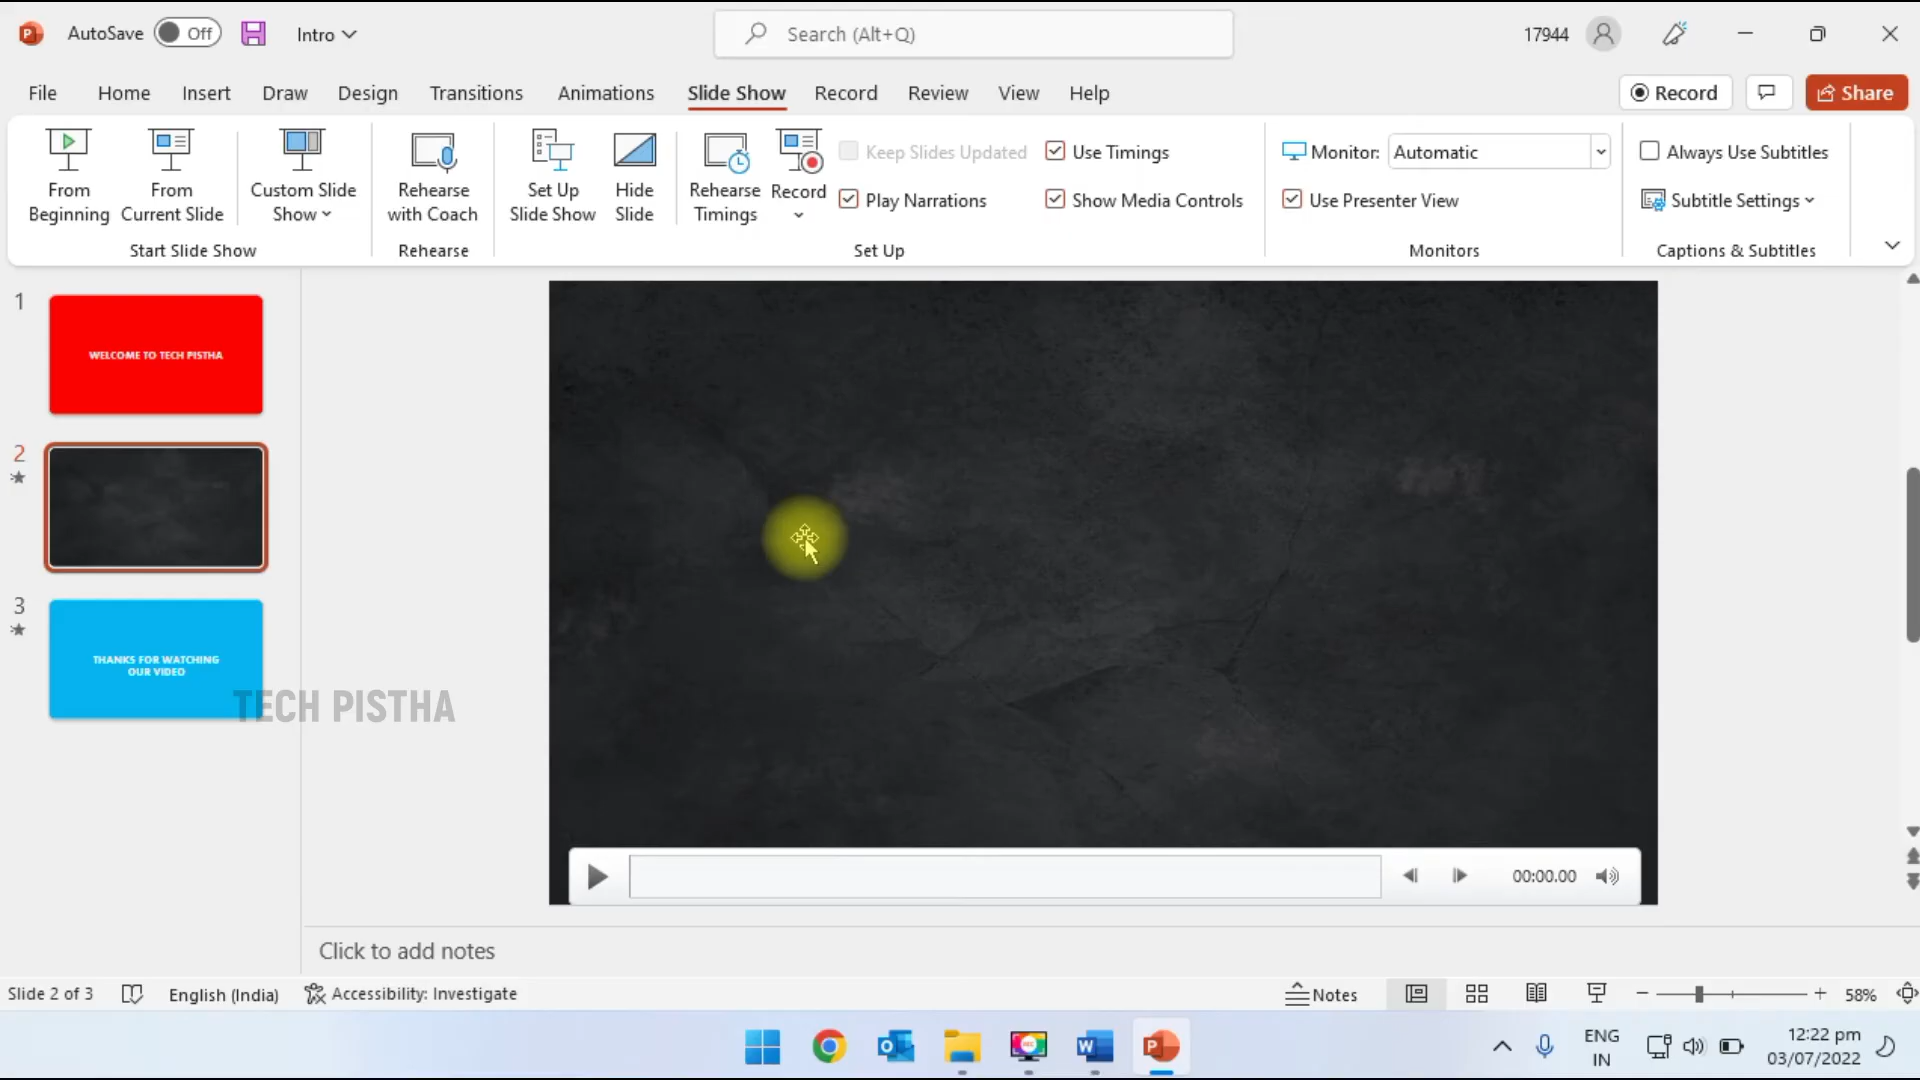 AutoSave Off Intro Search (Alt+Q) 17944
File Home Insert Draw Design Transitions Animations Slide Show Record Review View Help Record Share
From Beginning
From Current Slide
Custom Slide Show
Start Slide Show
Rehearse with Coach
Rehearse
Set Up Slide Show
Hide Slide
Rehearse Timings
Record
Keep Slides Updated
Play Narrations
Use Timings
Show Media Controls
Set Up
Monitor: Automatic
Use Presenter View
Monitors
Always Use Subtitles
Subtitle Settings
Captions & Subtitles
1
WELCOME TO TECH PISTHA
2
3
THANKS FOR WATCHING
OUR VIDEO
TECH PISTHA
00:00.00
Click to add notes
Slide 2 of 3 English (India) Accessibility: Investigate Notes 58%
ENG
IN
12:22 pm
03/07/2022